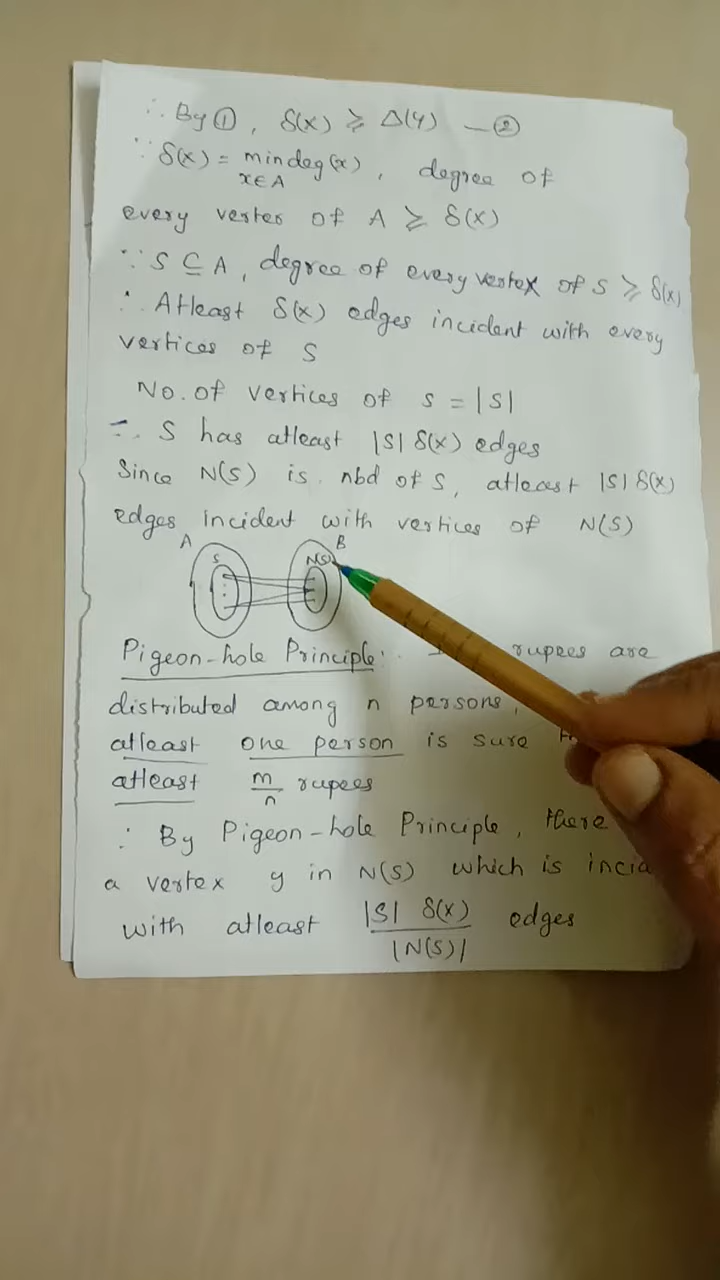 ∴ By ①, δ(x) ≥ Δ(y) —②
∵ δ(x) = min deg(x), degree of
x∈A
every vertex of A ≥ δ(x)
∵ S ⊆ A, degree of every vertex of S ≥ δ(x)
∴ Atleast δ(x) edges incident with every
vertices of S
No. of vertices of S = |S|
∴ S has atleast |S| δ(x) edges
Since N(S) is nbd of S, atleast |S| δ(x)
edges incident with vertices of N(S)
A B
S N(S)
Pigeon-hole Principle: rupees are
distributed among n persons,
atleast one person is sure
atleast m/n rupees
∴ By Pigeon-hole Principle, there
a vertex y in N(S) which is incid
with atleast |S| δ(x) / |N(S)| edges